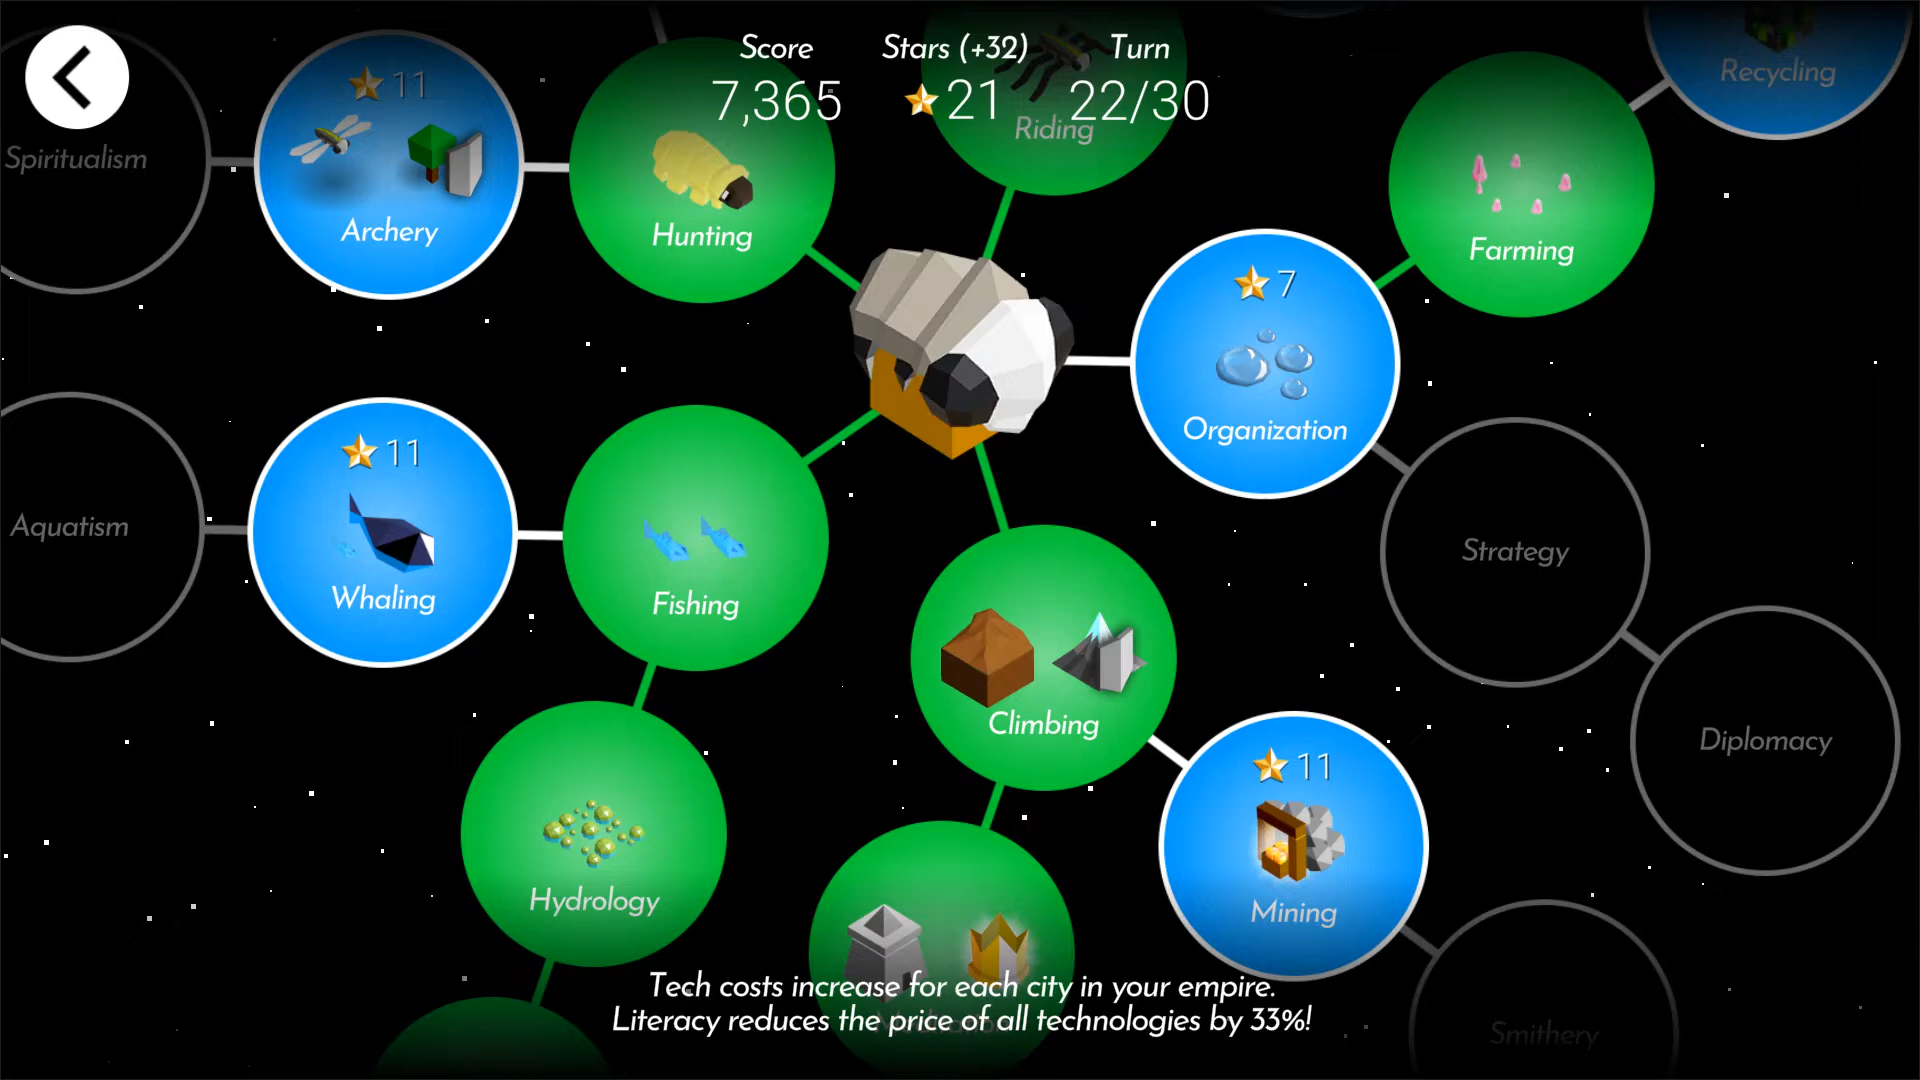 Score
Stars (+32)
Turn
7,365
21
22/30
Riding
Recycling
11
Archery
Spiritualism
Hunting
Farming
7
Organization
11
Whaling
Aquatism
Fishing
Strategy
Climbing
Diplomacy
11
Mining
Hydrology
Smithery
Tech costs increase for each city in your empire.
Literacy reduces the price of all technologies by 33%!